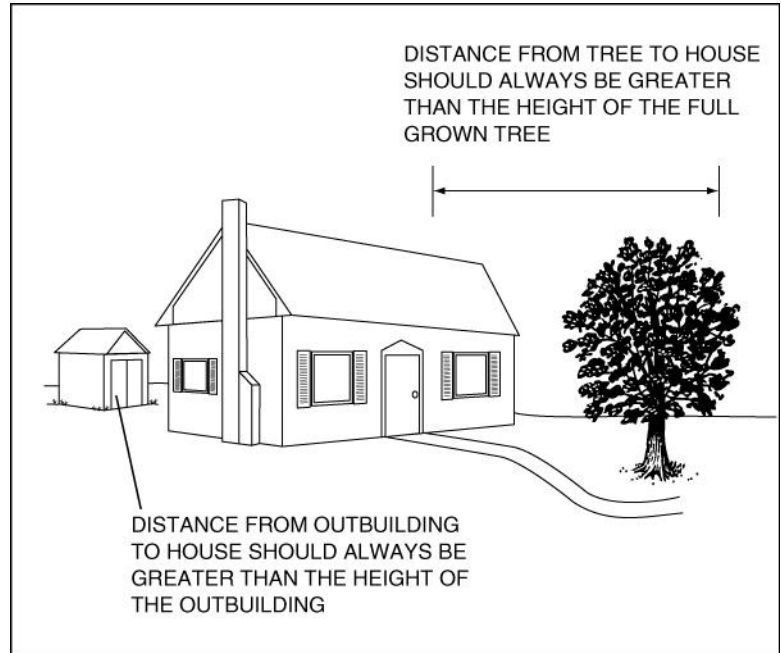 DISTANCE FROM TREE TO HOUSE
SHOULD ALWAYS BE GREATER
THAN THE HEIGHT OF THE FULL
GROWN TREE
DISTANCE FROM OUTBUILDING
TO HOUSE SHOULD ALWAYS BE
GREATER THAN THE HEIGHT OF
THE OUTBUILDING